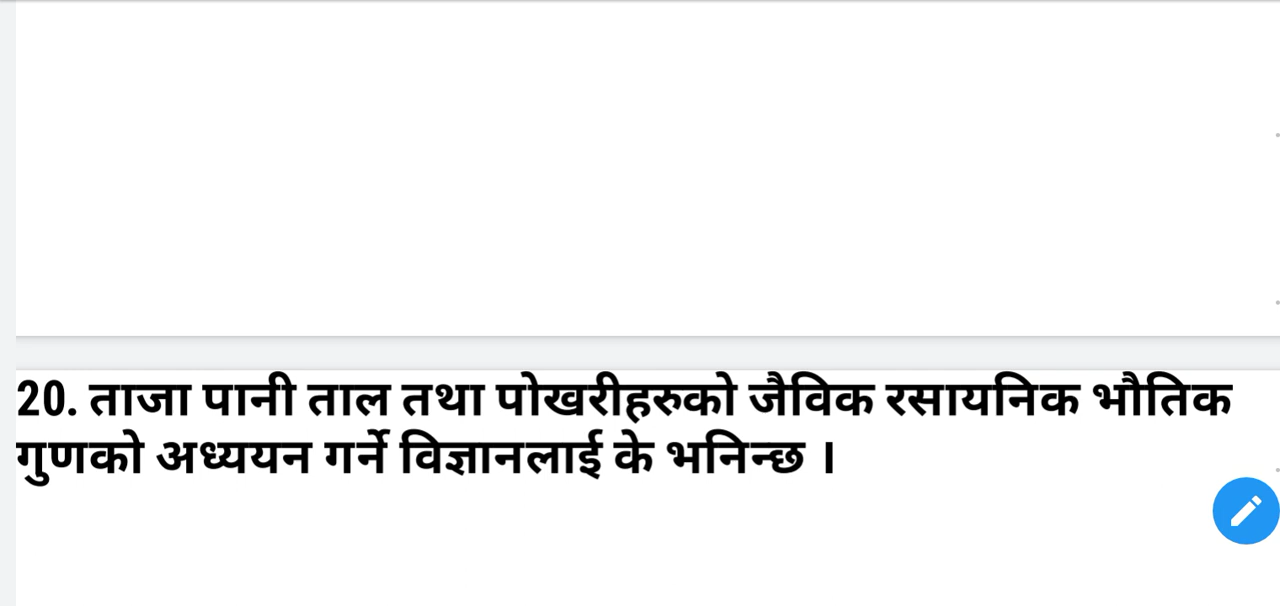 20. ताजा पानी ताल तथा पोखरीहरुको जैविक रसायनिक भौतिक
गुणको अध्ययन गर्ने विज्ञानलाई के भनिन्छ ।